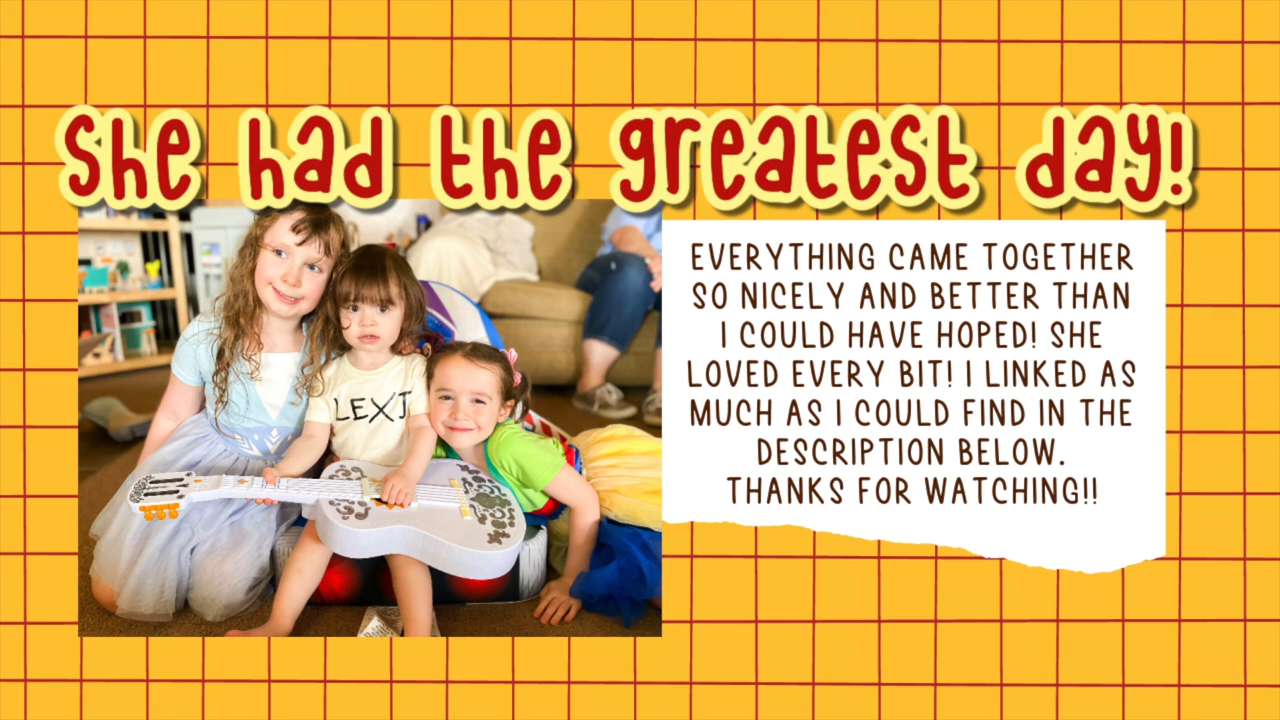 She had the greatest day!
EVERYTHING CAME TOGETHER
SO NICELY AND BETTER THAN
I COULD HAVE HOPED! SHE
LOVED EVERY BIT! I LINKED AS
MUCH AS I COULD FIND IN THE
DESCRIPTION BELOW.
THANKS FOR WATCHING!!
LEXI